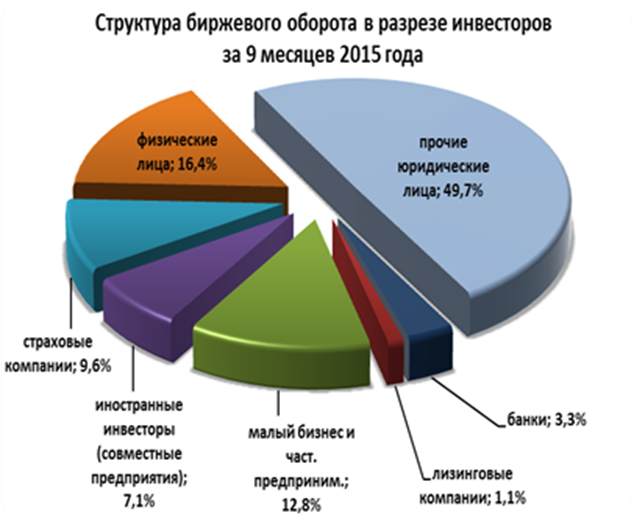 Структура биржевого оборота в разрезе инвесторов
за 9 месяцев 2015 года
физические
лица; 16,4%
прочие
юридические
лица; 49,7%
страховые
компании; 9,6%
иностранные
инвесторы
(совместные
предприятия);
7,1%
малый бизнес и
част.
предприним.;
12,8%
лизинговые
компании; 1,1%
банки; 3,3%